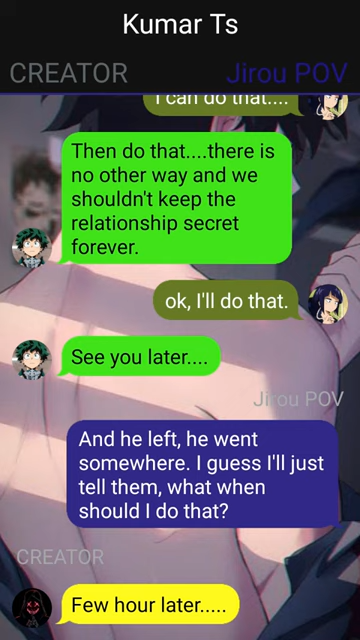 Kumar Ts
CREATOR
Jirou POV
I can do that....
Then do that....there is
no other way and we
shouldn't keep the
relationship secret
forever.
ok, I'll do that.
See you later....
Jirou POV
And he left, he went
somewhere. I guess I'll just
tell them, what when
should I do that?
CREATOR
Few hour later.....